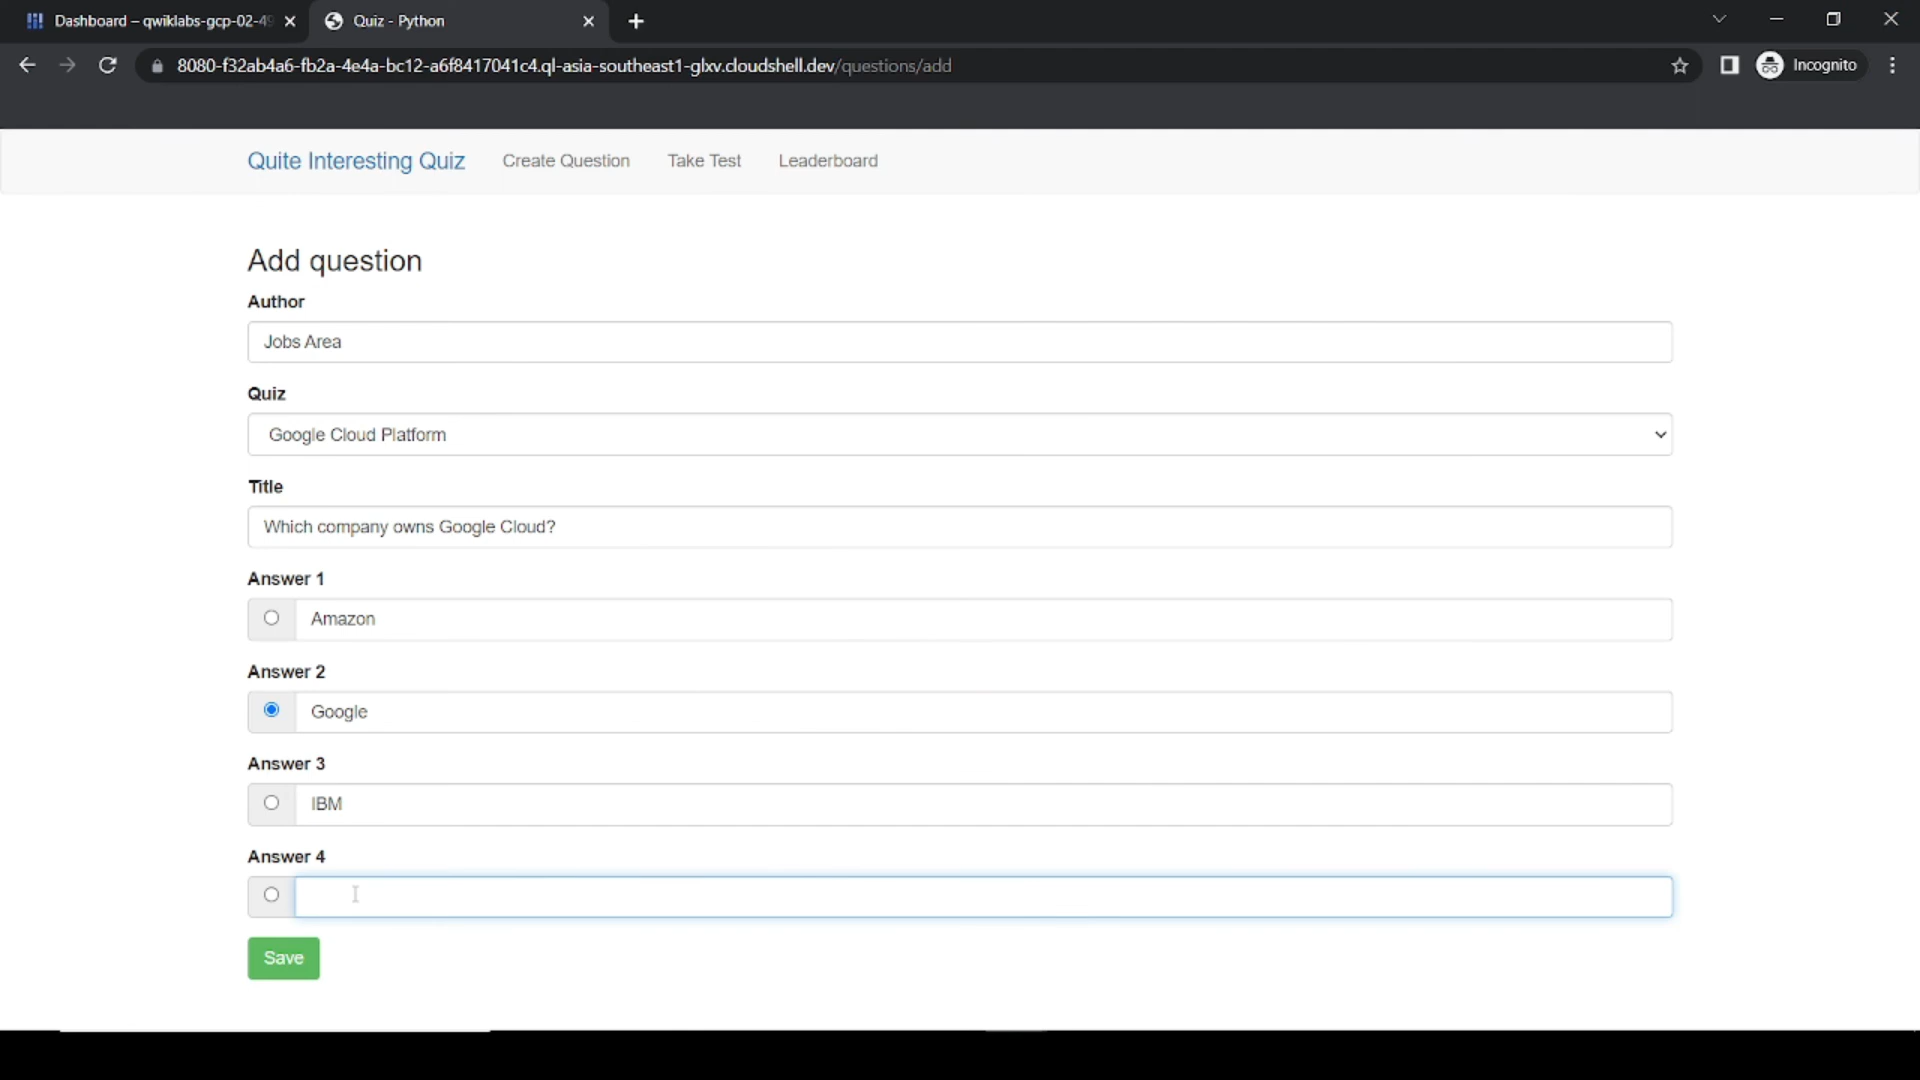 Dashboard – qwiklabs-gcp-02-49
Quiz - Python
8080-f32ab4a6-fb2a-4e4a-bc12-a6f8417041c4.ql-asia-southeast1-glxv.cloudshell.dev/questions/add
Incognito
Quite Interesting Quiz
Create Question
Take Test
Leaderboard
Add question
Author
Jobs Area
Quiz
Google Cloud Platform
Title
Which company owns Google Cloud?
Answer 1
Amazon
Answer 2
Google
Answer 3
IBM
Answer 4
Save